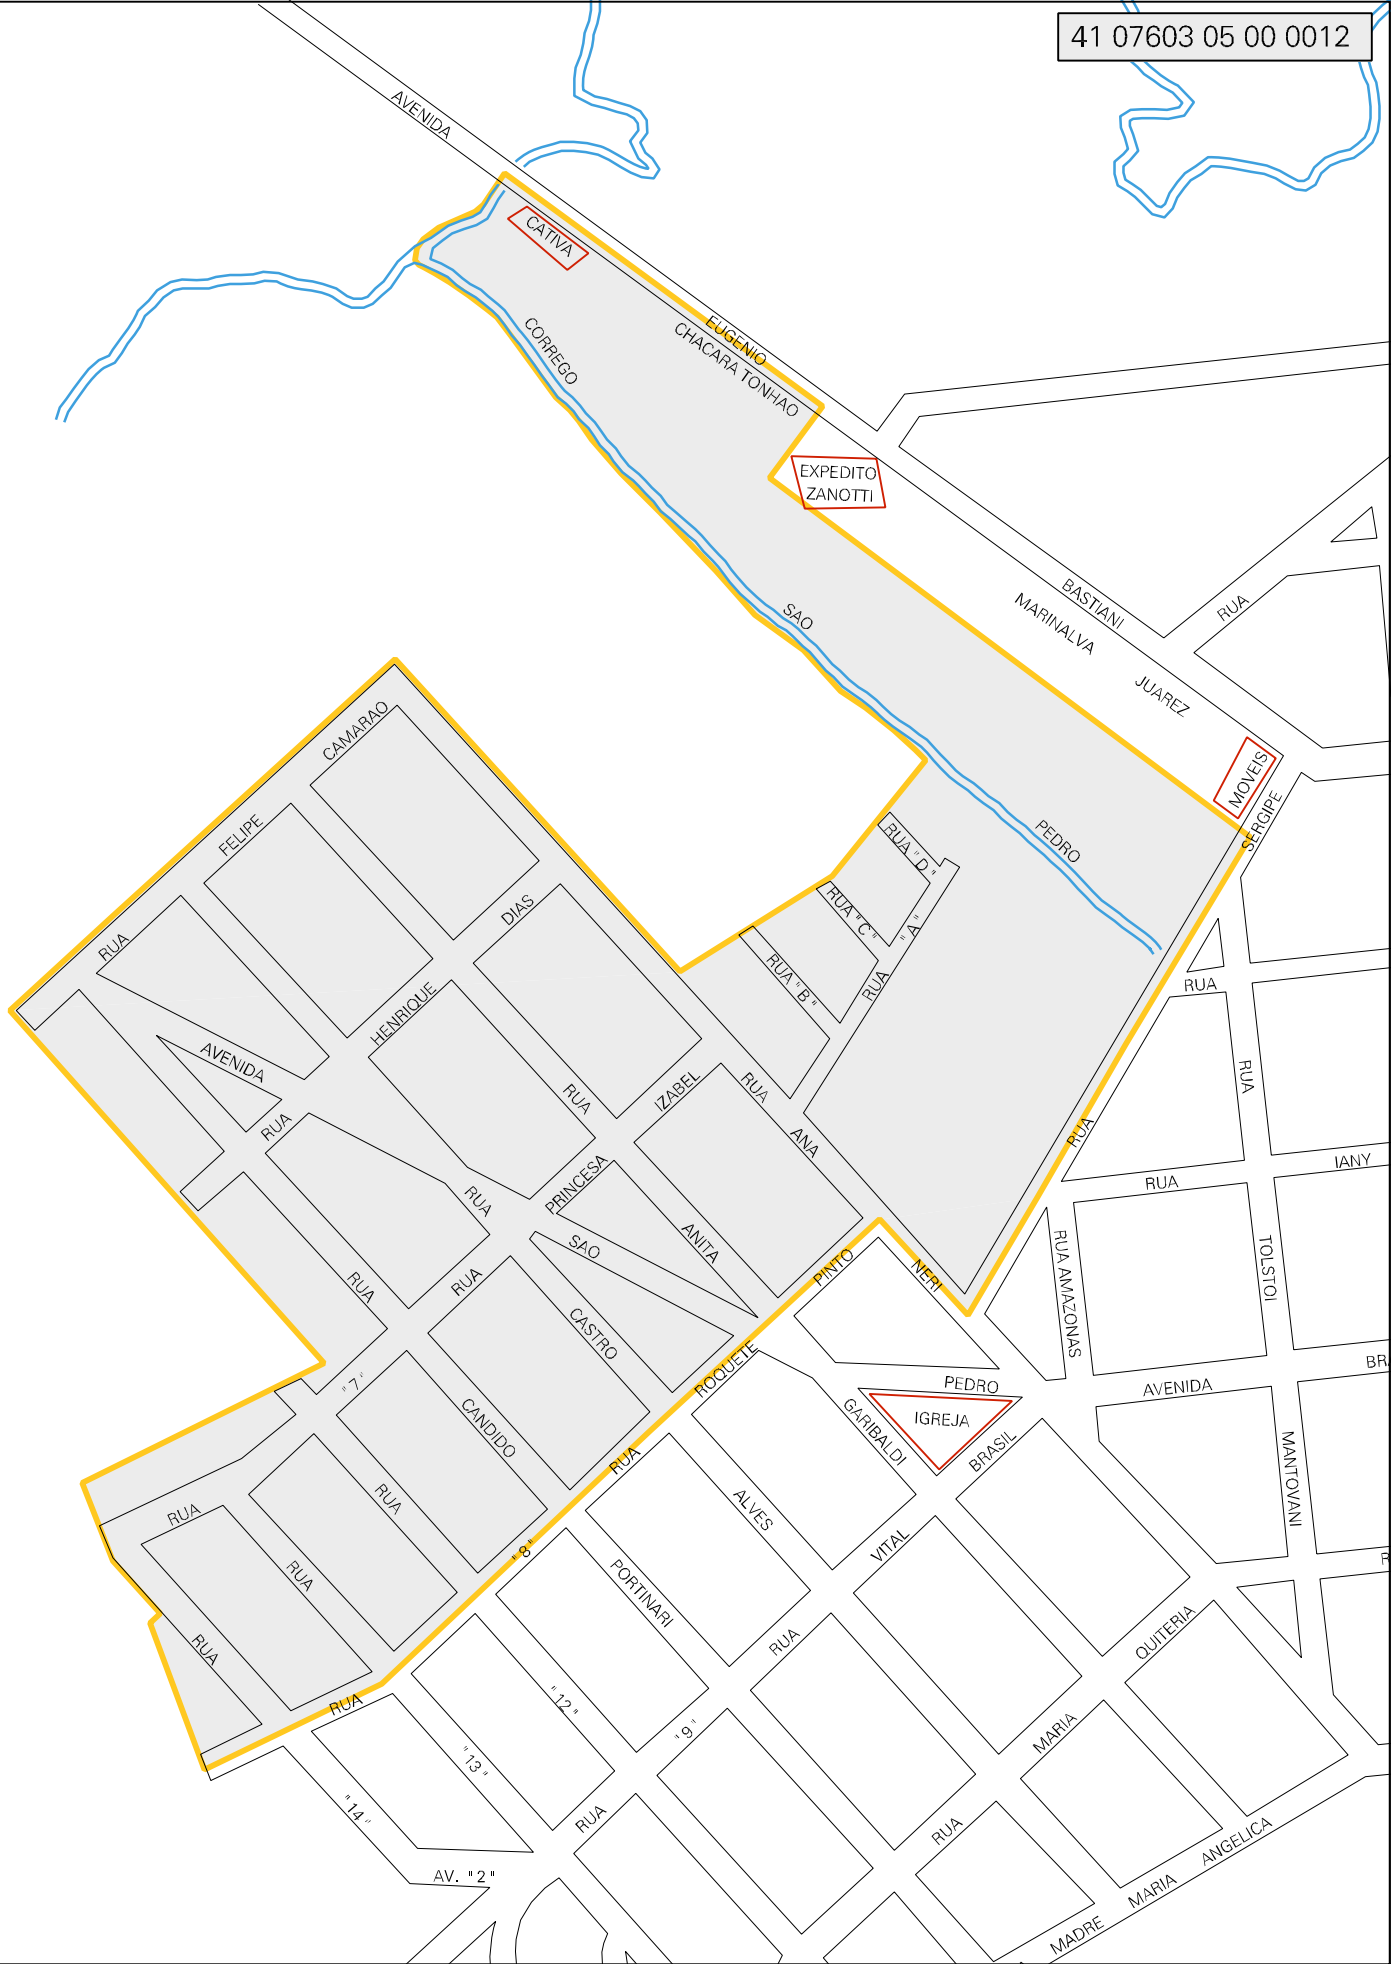 41 07603 05 00 0012
AVENIDA
CATIVA
EUGENIO
CHACARA TONHAO
CORREGO
EXPEDITO
ZANOTTI
BASTIANI
RUA
MARINALVA
SAO
JUAREZ
CAMARAO
MOVEIS
SERGIPE
FELIPE
PEDRO
RUA "D"
DIAS
RUA "C"
"A"
RUA
RUA "B"
RUA
RUA
HENRIQUE
AVENIDA
RUA
RUA
IZABEL
RUA
RUA
RUA
ANA
IANY
RUA
PRINCESA
RUA
ANITA
SAO
RUA AMAZONAS
TOLSTOI
PINTO
NERI
RUA
RUA
CASTRO
ROQUETE
BRA
"7"
PEDRO
AVENIDA
IGREJA
GARIBALDI
CANDIDO
BRASIL
MANTOVANI
RUA
RUA
ALVES
RUA
"8"
VITAL
R
RUA
PORTINARI
RUA
RUA
QUITERIA
RUA
"12"
"9"
MARIA
"13"
"14"
RUA
RUA
ANGELICA
AV. "2"
MARIA
MADRE